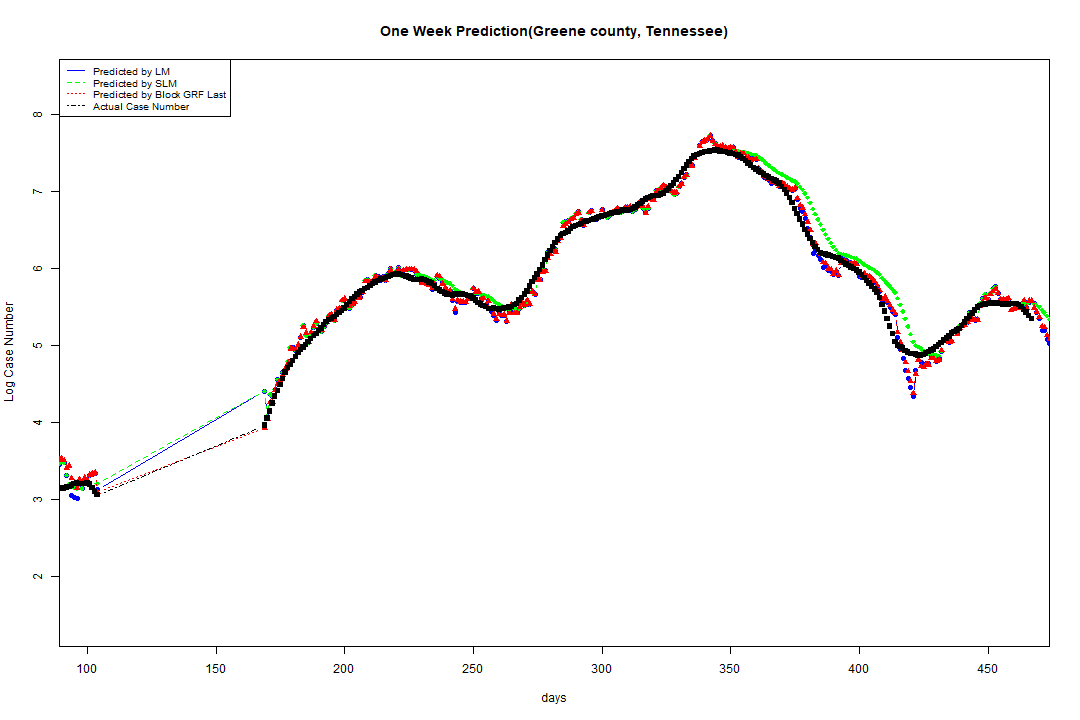 One Week Prediction(Greene county, Tennessee)
Predicted by LM
Predicted by SLM
Predicted by Block GRF Last
Actual Case Number
8
7
6
5
4
3
2
Log Case Number
100 150 200 250 300 350 400 450
days